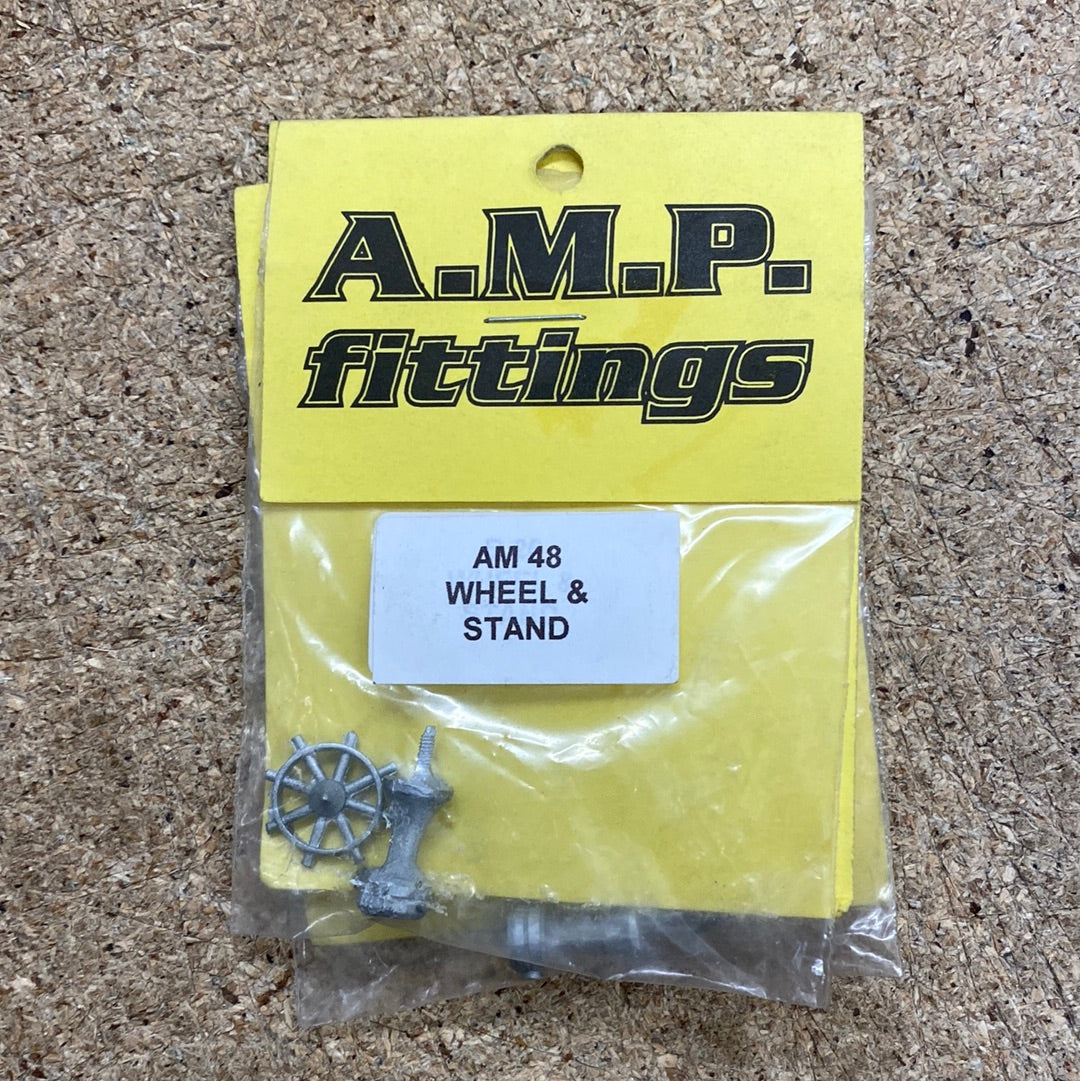 A.M.P.
fittings
AM 48
WHEEL &
STAND